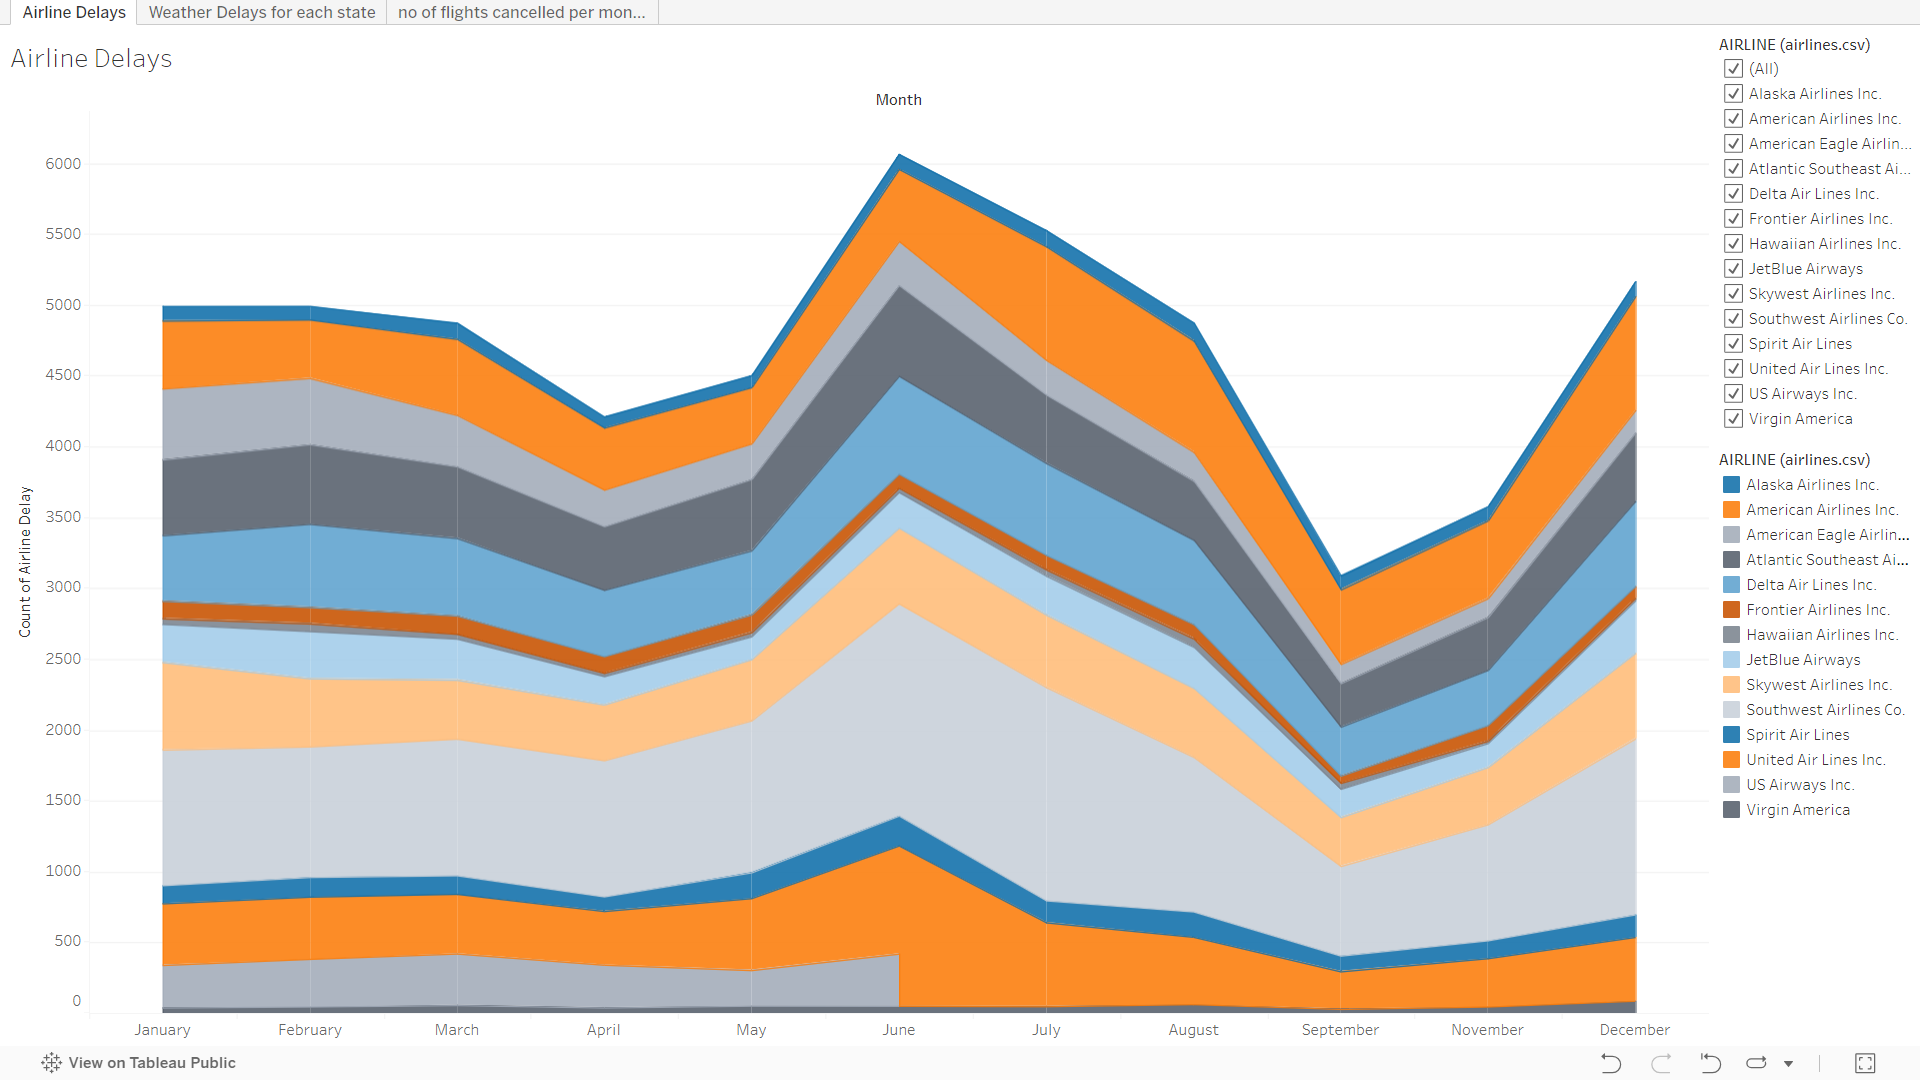 Airline Delays
Weather Delays for each state
no of flights cancelled per mon...
Airline Delays
Month
Count of Airline Delay
6000
5500
5000
4500
4000
3500
3000
2500
2000
1500
1000
500
0
January
February
March
April
May
June
July
August
September
November
December
AIRLINE (airlines.csv)
(All)
Alaska Airlines Inc.
American Airlines Inc.
American Eagle Airlin...
Atlantic Southeast Ai...
Delta Air Lines Inc.
Frontier Airlines Inc.
Hawaiian Airlines Inc.
JetBlue Airways
Skywest Airlines Inc.
Southwest Airlines Co.
Spirit Air Lines
United Air Lines Inc.
US Airways Inc.
Virgin America
AIRLINE (airlines.csv)
Alaska Airlines Inc.
American Airlines Inc.
American Eagle Airlin...
Atlantic Southeast Ai...
Delta Air Lines Inc.
Frontier Airlines Inc.
Hawaiian Airlines Inc.
JetBlue Airways
Skywest Airlines Inc.
Southwest Airlines Co.
Spirit Air Lines
United Air Lines Inc.
US Airways Inc.
Virgin America
View on Tableau Public